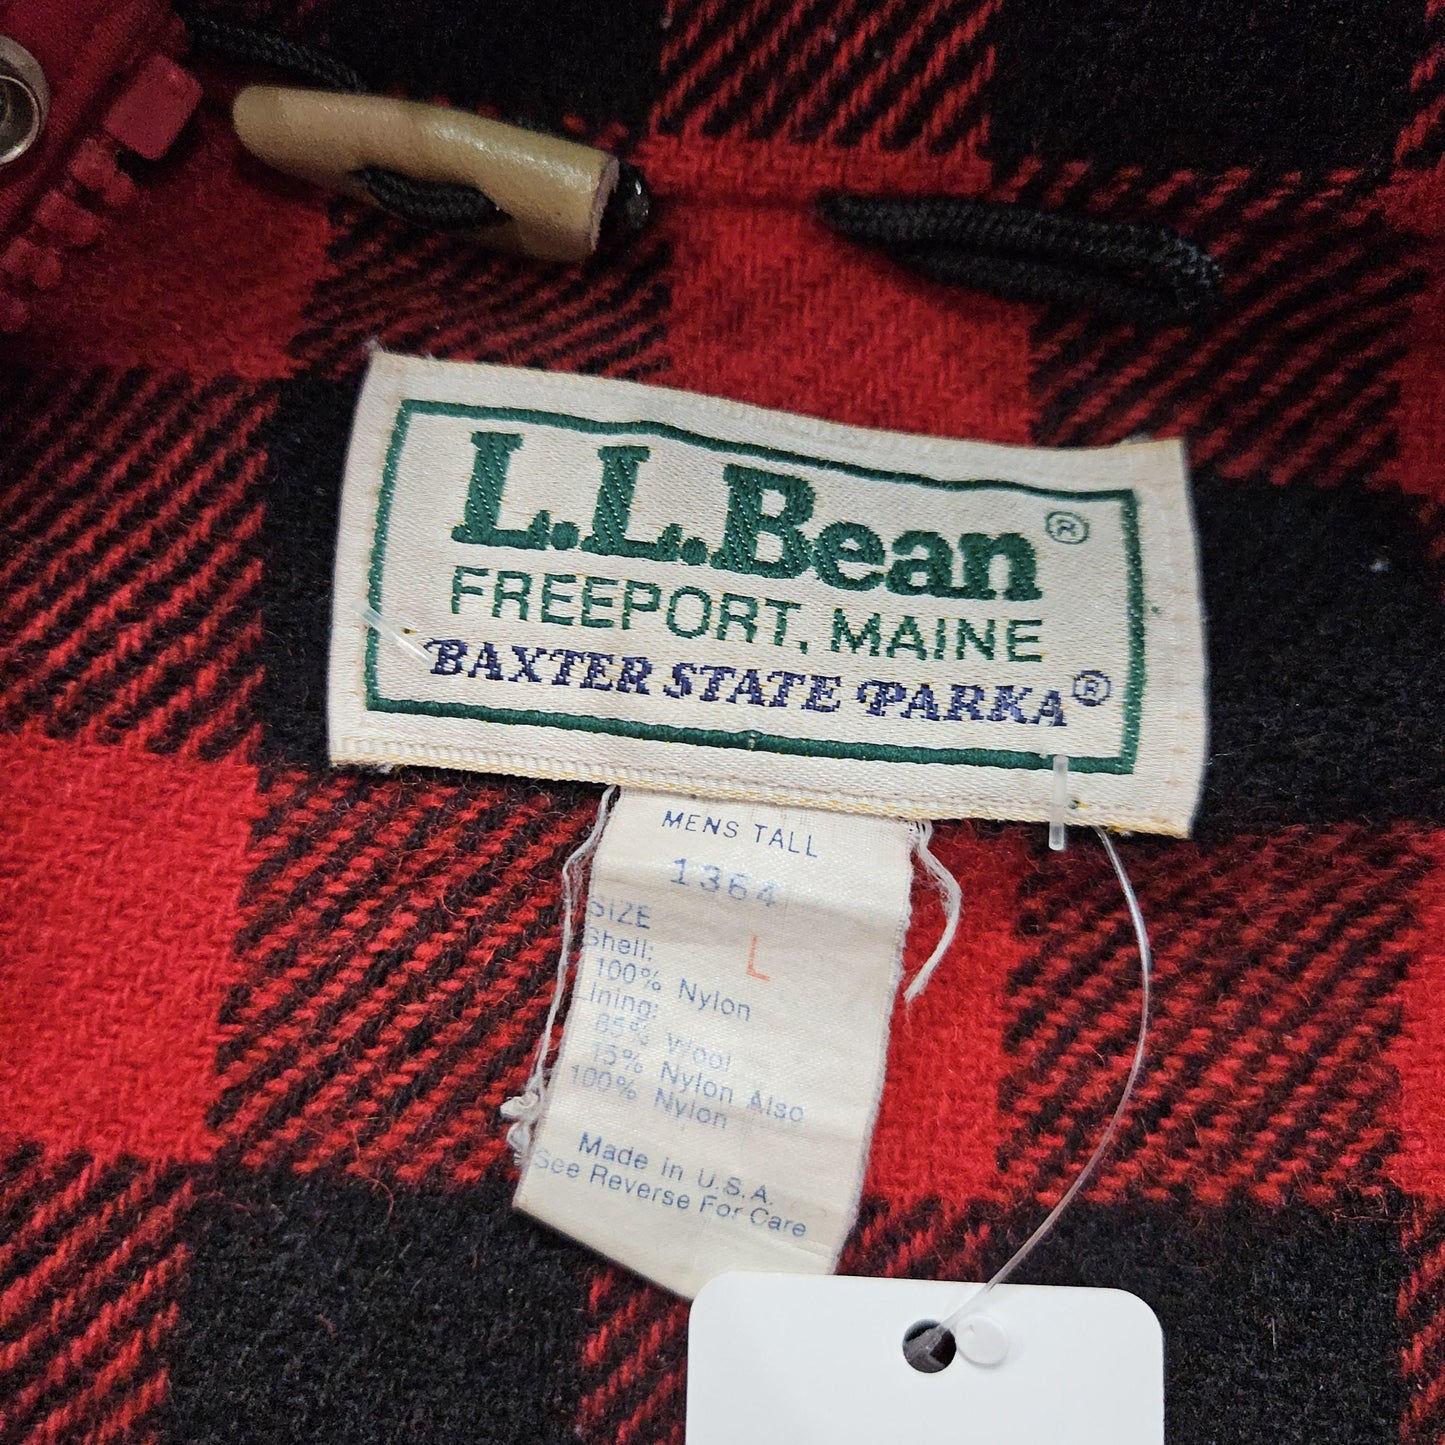 L.L.Bean®
FREEPORT, MAINE
BAXTER STATE PARKA®
MENS TALL
1364
SIZE L
Shell:
100% Nylon
Lining:
85% Wool
15% Nylon Also
100% Nylon
Made in U.S.A.
See Reverse For Care